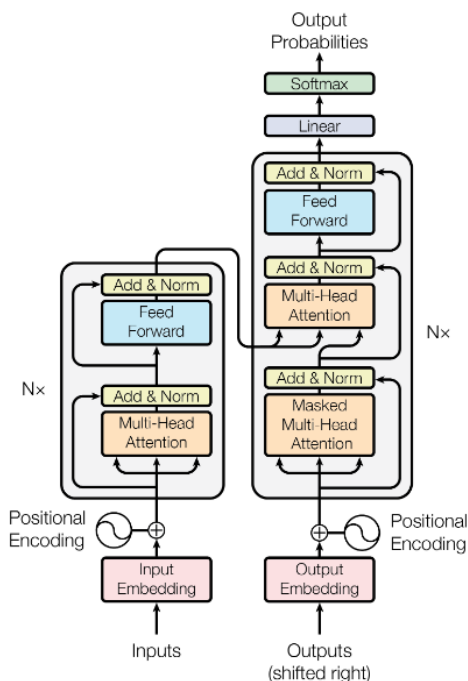 Output
Probabilities
Softmax
Linear
Add & Norm
Feed
Forward
Add & Norm
Multi-Head
Attention
Nx
Add & Norm
Masked
Multi-Head
Attention
Add & Norm
Feed
Forward
Nx
Add & Norm
Multi-Head
Attention
Positional
Encoding
Positional
Encoding
Input
Embedding
Output
Embedding
Inputs
Outputs
(shifted right)